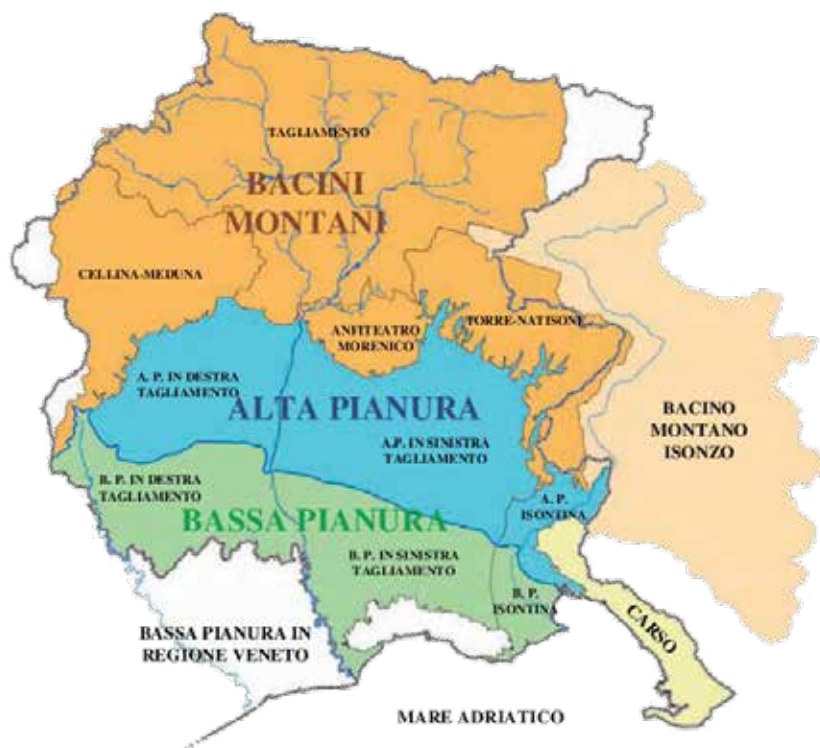 TAGLIAMENTO
BACINI
MONTANI
CELLINA-MEDUNA
ANFITEATRO
MORENICO
TORRE-NATISONE
A. P. IN DESTRA
TAGLIAMENTO
ALTA PIANURA
A.P. IN SINISTRA
TAGLIAMENTO
BACINO
MONTANO
ISONZO
B. P. IN DESTRA
TAGLIAMENTO
A. P.
ISONTINA
BASSA PIANURA
B. P. IN SINISTRA
TAGLIAMENTO
B. P.
ISONTINA
BASSA PIANURA IN
REGIONE VENETO
CARSO
MARE ADRIATICO